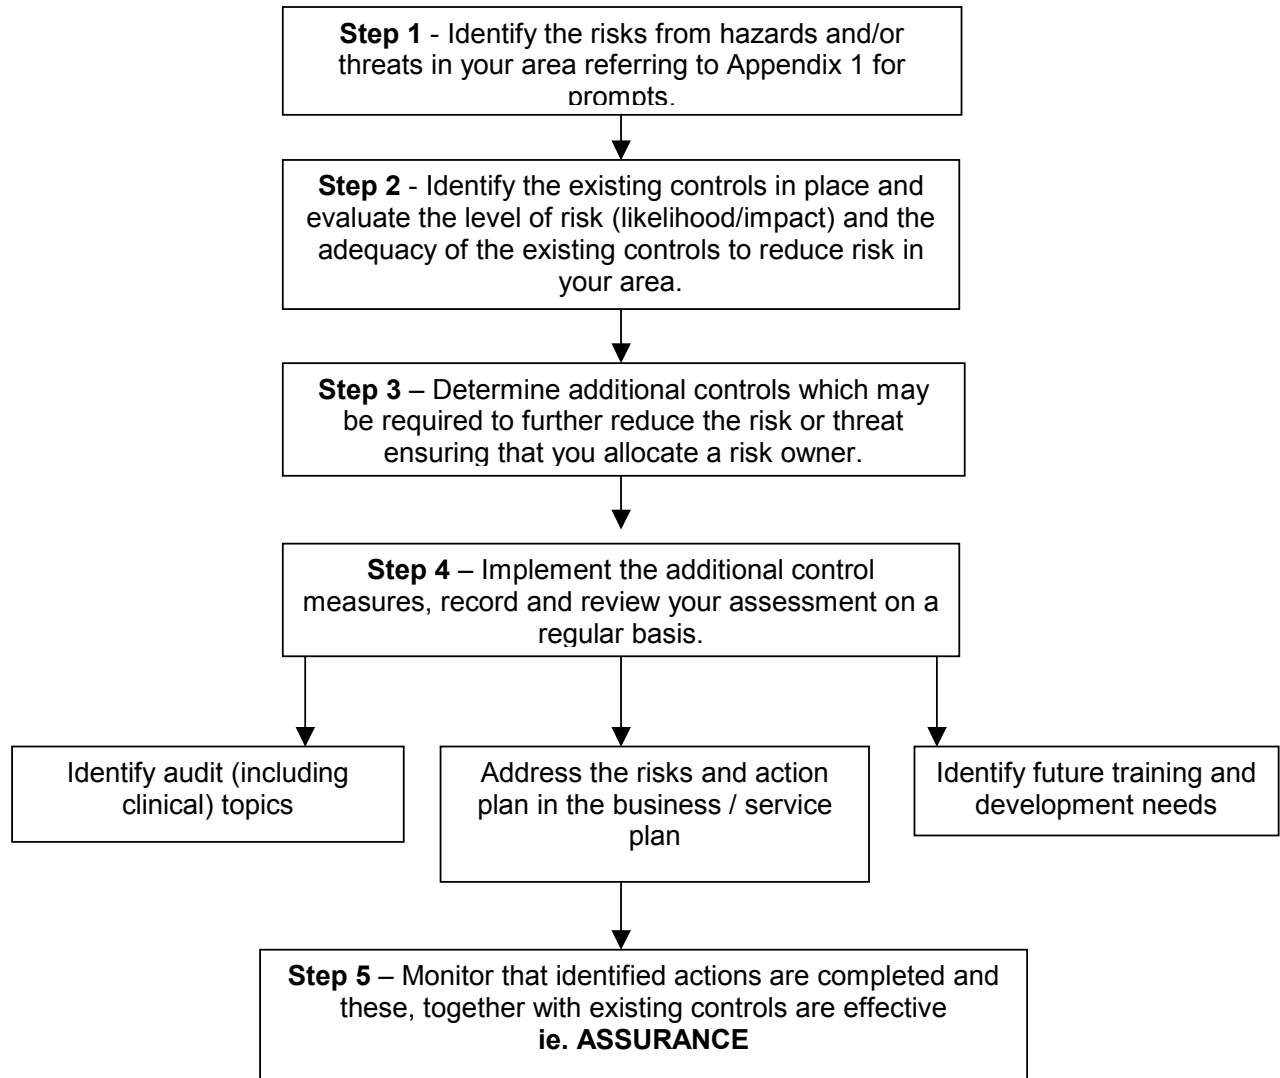 Step 1 - Identify the risks from hazards and/or
threats in your area referring to Appendix 1 for
prompts.
Step 2 - Identify the existing controls in place and
evaluate the level of risk (likelihood/impact) and the
adequacy of the existing controls to reduce risk in
your area.
Step 3 – Determine additional controls which may
be required to further reduce the risk or threat
ensuring that you allocate a risk owner.
Step 4 – Implement the additional control
measures, record and review your assessment on a
regular basis.
Identify audit (including
clinical) topics
Address the risks and action
plan in the business / service
plan
Identify future training and
development needs
Step 5 – Monitor that identified actions are completed and
these, together with existing controls are effective
ie. ASSURANCE